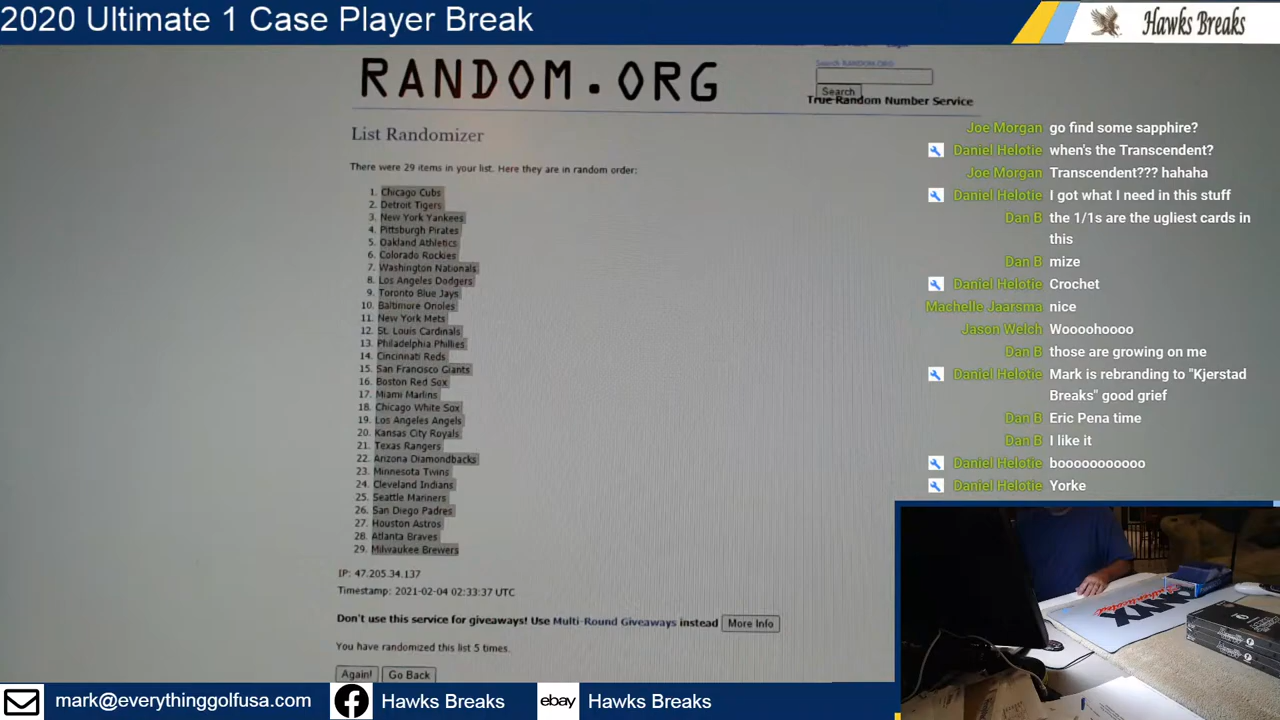 2020 Ultimate 1 Case Player Break
Hawks Breaks
RANDOM.ORG
Search RANDOM.ORG
Search
True Random Number Service
List Randomizer
There were 29 items in your list. Here they are in random order:
1. Chicago Cubs
2. Detroit Tigers
3. New York Yankees
4. Pittsburgh Pirates
5. Oakland Athletics
6. Colorado Rockies
7. Washington Nationals
8. Los Angeles Dodgers
9. Toronto Blue Jays
10. Baltimore Orioles
11. New York Mets
12. St. Louis Cardinals
13. Philadelphia Phillies
14. Cincinnati Reds
15. San Francisco Giants
16. Boston Red Sox
17. Miami Marlins
18. Chicago White Sox
19. Los Angeles Angels
20. Kansas City Royals
21. Texas Rangers
22. Arizona Diamondbacks
23. Minnesota Twins
24. Cleveland Indians
25. Seattle Mariners
26. San Diego Padres
27. Houston Astros
28. Atlanta Braves
29. Milwaukee Brewers
IP: 47.205.34.137
Timestamp: 2021-02-04 02:33:37 UTC
Don't use this service for giveaways! Use Multi-Round Giveaways instead More Info
You have randomized this list 5 times.
Again! Go Back
Joe Morgan go find some sapphire?
Daniel Helotie when's the Transcendent?
Joe Morgan Transcendent??? hahaha
Daniel Helotie I got what I need in this stuff
Dan B the 1/1s are the ugliest cards in
this
Dan B mize
Daniel Helotie Crochet
Machelle Jaarsma nice
Jason Welch Woooohoooo
Dan B those are growing on me
Daniel Helotie Mark is rebranding to "Kjerstad
Breaks" good grief
Dan B Eric Pena time
Dan B I like it
Daniel Helotie booooooooooo
Daniel Helotie Yorke
mark@everythinggolfusa.com
Hawks Breaks
ebay
Hawks Breaks